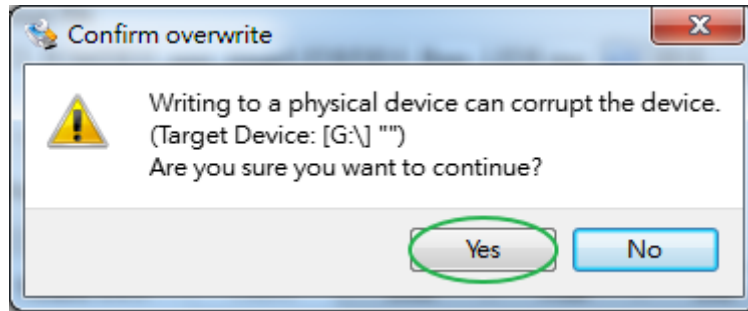 Confirm overwrite
Writing to a physical device can corrupt the device.
(Target Device: [G:\] "")
Are you sure you want to continue?
Yes
No